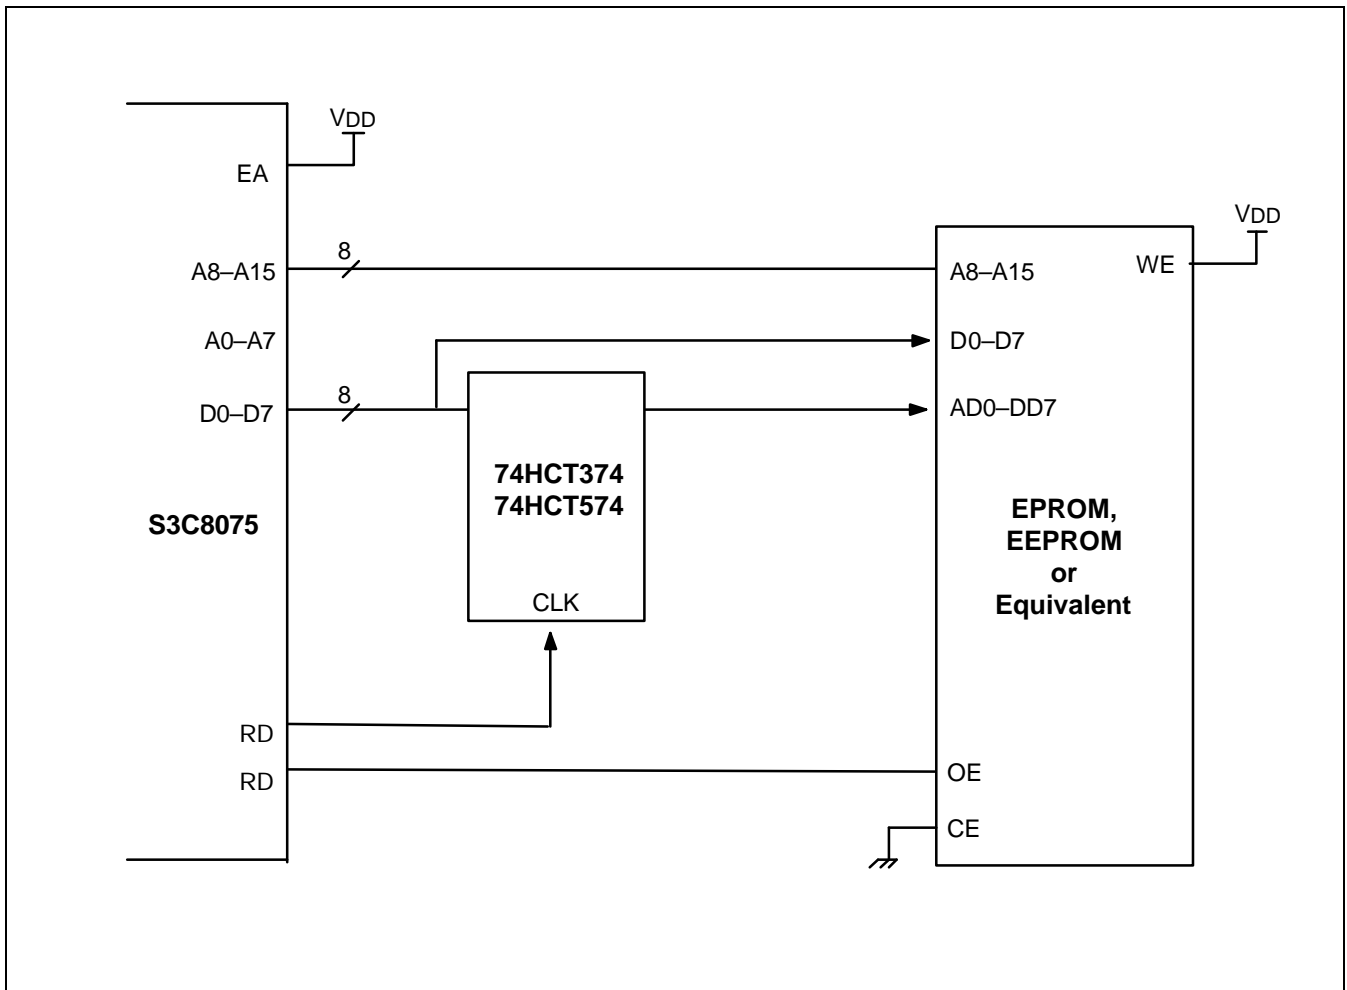 VDD
EA
8
A8–A15
A0–A7
8
D0–D7
S3C8075
RD
RD
74HCT374
74HCT574
CLK
VDD
WE
A8–A15
D0–D7
AD0–DD7
EPROM,
EEPROM
or
Equivalent
OE
CE